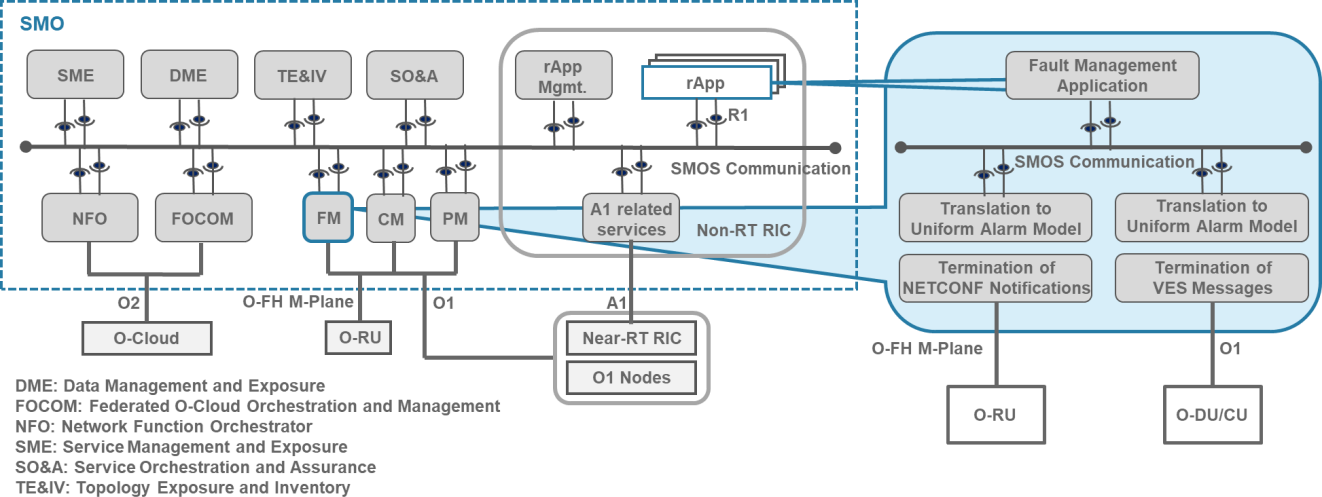 SMO
SME
DME
TE&IV
SO&A
rApp
Mgmt.
rApp
R1
SMOS Communication
NFO
FOCOM
FM
CM
PM
A1 related
services
Non-RT RIC
O2
O-FH M-Plane
O1
A1
O-Cloud
O-RU
Near-RT RIC
O1 Nodes
Fault Management
Application
SMOS Communication
Translation to
Uniform Alarm Model
Translation to
Uniform Alarm Model
Termination of
NETCONF Notifications
Termination of
VES Messages
O-FH M-Plane
O1
O-RU
O-DU/CU
DME: Data Management and Exposure
FOCOM: Federated O-Cloud Orchestration and Management
NFO: Network Function Orchestrator
SME: Service Management and Exposure
SO&A: Service Orchestration and Assurance
TE&IV: Topology Exposure and Inventory